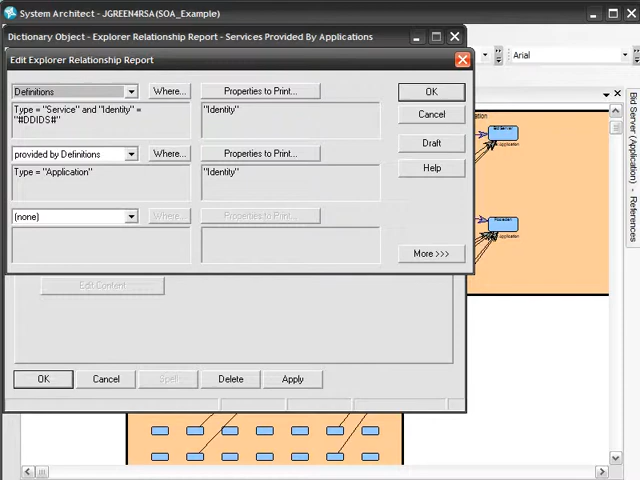 System Architect - JGREEN4RSA(SOA_Example)
Dictionary Object - Explorer Relationship Report - Services Provided By Applications
Edit Explorer Relationship Report
Arial
Definitions
Where...
Properties to Print...
OK
Type = "Service" and "Identity" =
"#DDIDS#"
"Identity"
Cancel
Draft
provided by Definitions
Where...
Properties to Print...
Help
Type = "Application"
"Identity"
(none)
Where...
Properties to Print...
More >>>
Edit Content
OK
Cancel
Spell
Delete
Apply
Bid Server (Application) - References